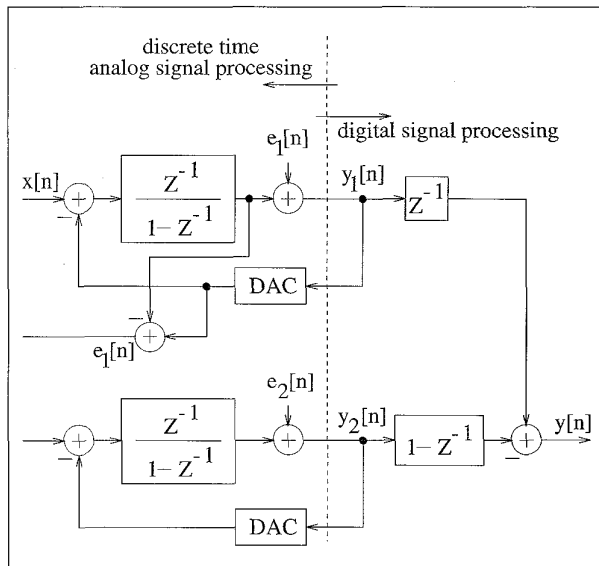 discrete time
analog signal processing
digital signal processing
e1[n]
x[n]
+
−
Z^-1
1− Z^-1
+
y1[n]
Z^-1
DAC
−
+
e1[n]
e2[n]
+
−
Z^-1
1− Z^-1
+
y2[n]
1− Z^-1
+
−
y[n]
DAC